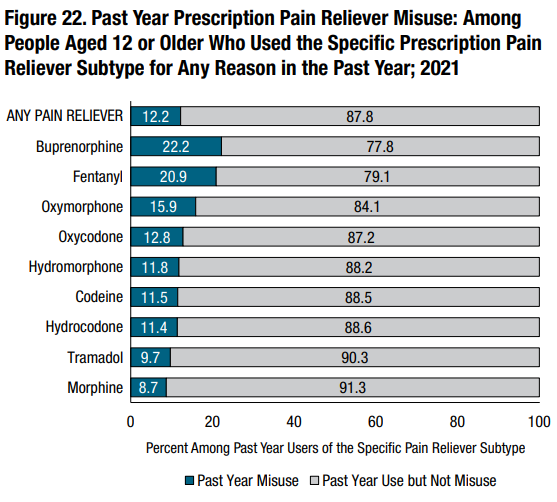 Figure 22. Past Year Prescription Pain Reliever Misuse: Among
People Aged 12 or Older Who Used the Specific Prescription Pain
Reliever Subtype for Any Reason in the Past Year; 2021
ANY PAIN RELIEVER 12.2 87.8
Buprenorphine 22.2 77.8
Fentanyl 20.9 79.1
Oxymorphone 15.9 84.1
Oxycodone 12.8 87.2
Hydromorphone 11.8 88.2
Codeine 11.5 88.5
Hydrocodone 11.4 88.6
Tramadol 9.7 90.3
Morphine 8.7 91.3
0 20 40 60 80 100
Percent Among Past Year Users of the Specific Pain Reliever Subtype
Past Year Misuse Past Year Use but Not Misuse